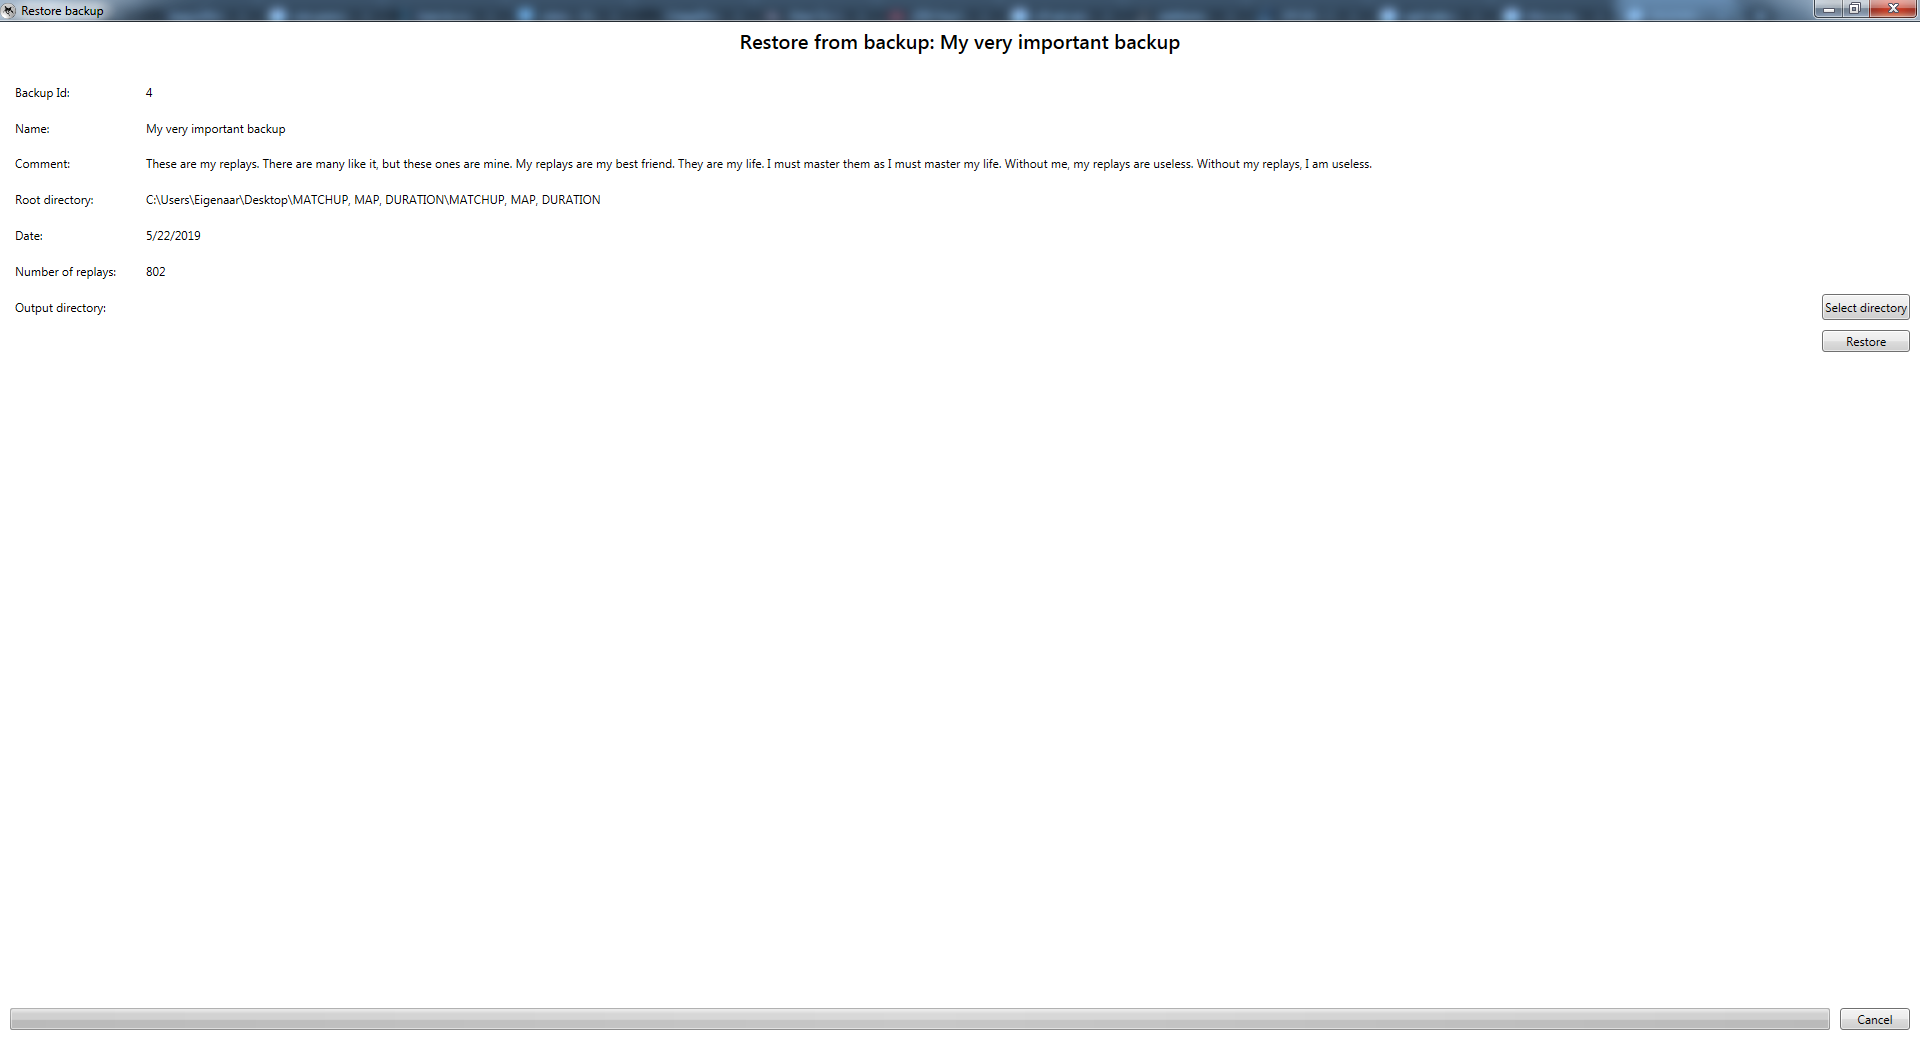 Restore backup
Restore from backup: My very important backup
Backup Id: 4
Name: My very important backup
Comment: These are my replays. There are many like it, but these ones are mine. My replays are my best friend. They are my life. I must master them as I must master my life. Without me, my replays are useless. Without my replays, I am useless.
Root directory: C:\Users\Eigenaar\Desktop\MATCHUP, MAP, DURATION\MATCHUP, MAP, DURATION
Date: 5/22/2019
Number of replays: 802
Output directory: Select directory
Restore
Cancel